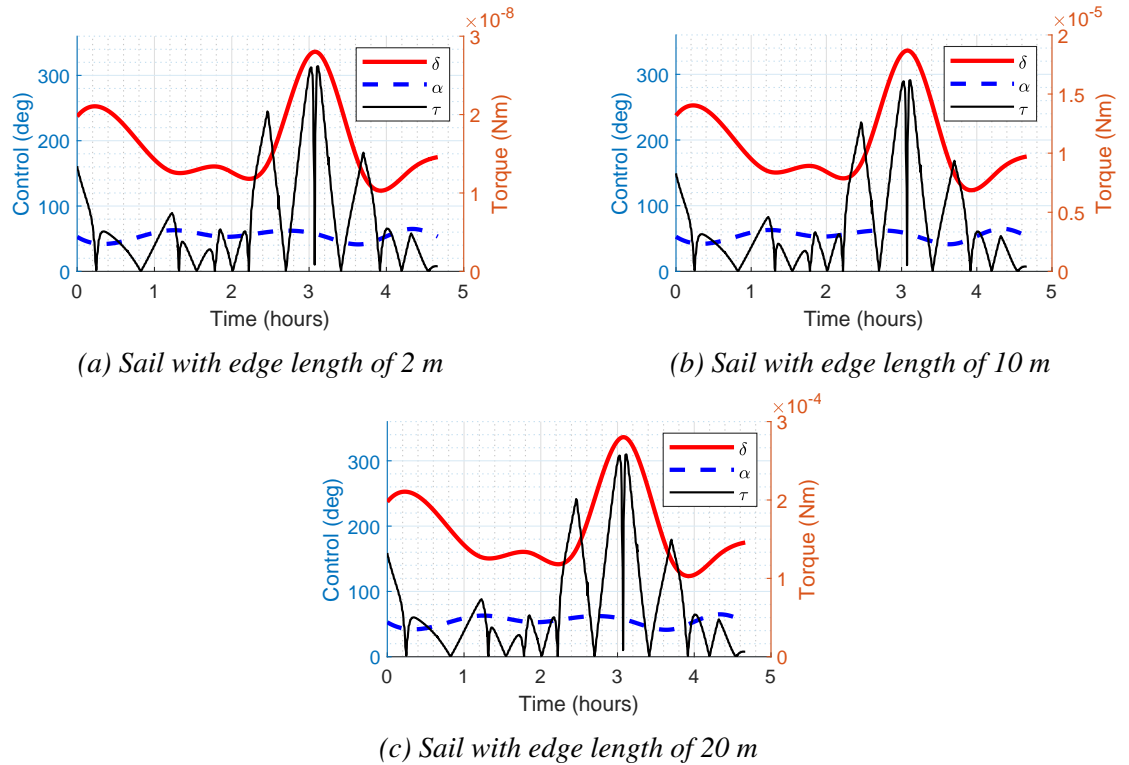 ×10⁻⁸
Control (deg)
300
200
100
0
δ
α
τ
3
2
1
0
Torque (Nm)
0 1 2 3 4 5
Time (hours)
(a) Sail with edge length of 2 m
×10⁻⁵
Control (deg)
300
200
100
0
δ
α
τ
2
1.5
1
0.5
0
Torque (Nm)
0 1 2 3 4 5
Time (hours)
(b) Sail with edge length of 10 m
×10⁻⁴
Control (deg)
300
200
100
0
δ
α
τ
3
2
1
0
Torque (Nm)
0 1 2 3 4 5
Time (hours)
(c) Sail with edge length of 20 m